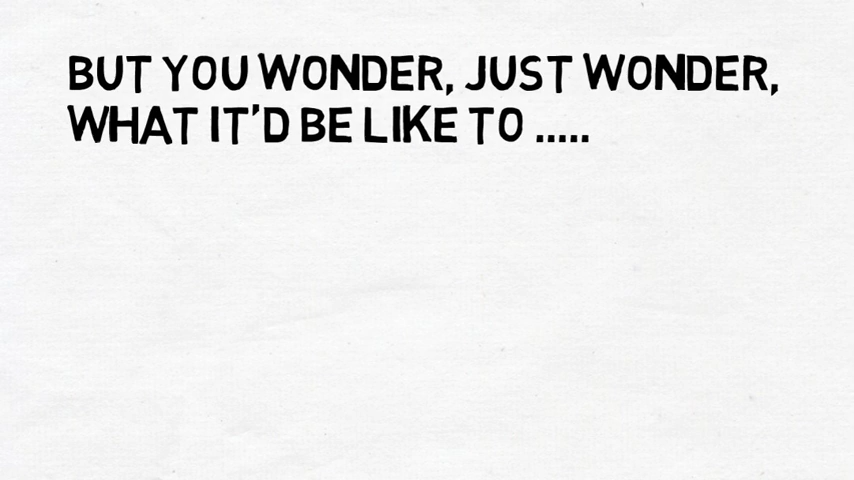 BUT YOU WONDER, JUST WONDER,
WHAT IT'D BE LIKE TO .....